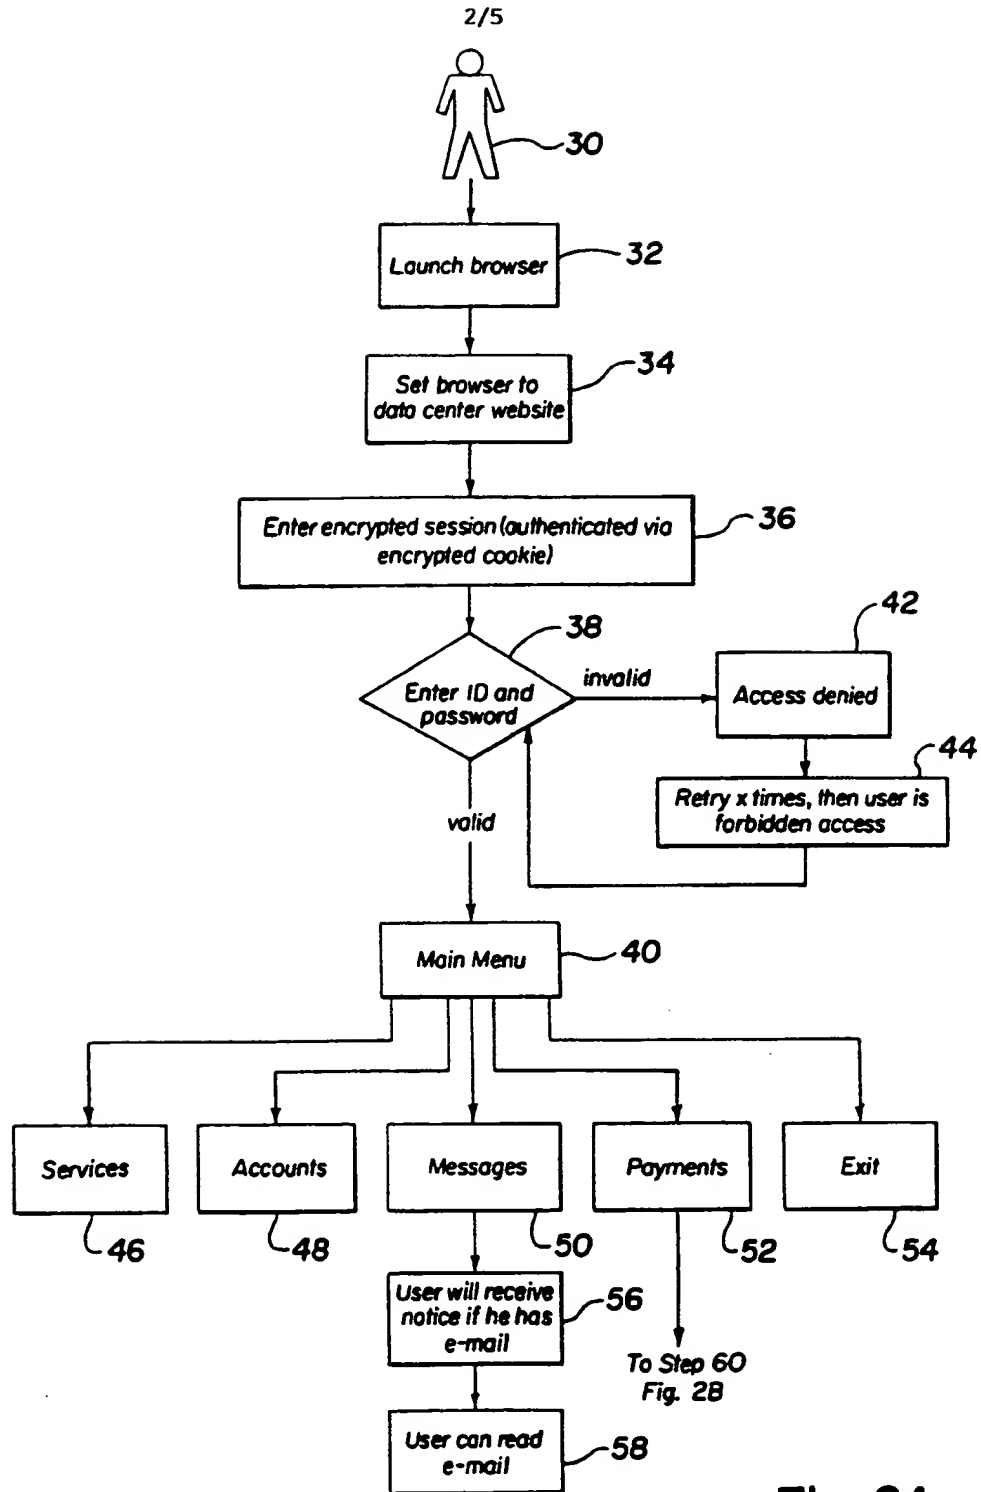 2/5
30
Launch browser
32
Set browser to
data center website
34
Enter encrypted session (authenticated via
encrypted cookie)
36
38
Enter ID and
password
invalid
42
Access denied
44
Retry x times, then user is
forbidden access
valid
Main Menu
40
Services
Accounts
Messages
Payments
Exit
46
48
50
52
54
User will receive
notice if he has
e-mail
56
To Step 60
Fig. 2B
User can read
e-mail
58